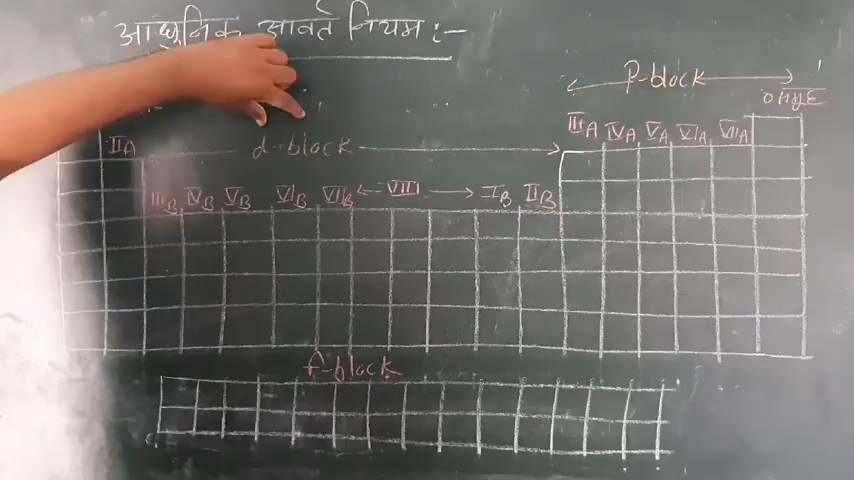 आधुनिक आवर्त नियम :-
P-block
IIA d-block IIIA IVA VA VIA VIIA
IIIB IVB VB VIB VIIB VIII IB IIB
f-block